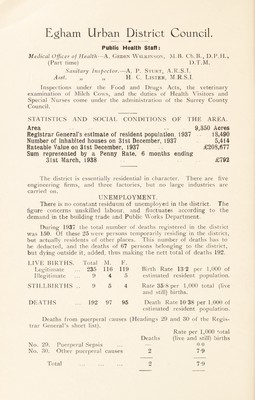 Egham Urban District Council.
Public Health Staff:
Medical Officer of Health—A. Geden Wilkinson, M.B. Ch.B., D.P.H.,
(Part time) D.T.M.
Sanitary Inspector.—A. P. Sturt, A.R.S.I.
Asst. „ „ H. C. Lister, M.R.S.I.
Inspections under the Food and Drugs Acts, the veterinary
examination of Milch Cows, and the duties of Health Visitors and
Special Nurses come under the administration of the Surrey County
Council.
STATISTICS AND SOCIAL CONDITIONS OF THE AREA.
Area 9,350 Acres
Registrar General's estimate of resident population, 1937 18,490
Number of Inhabited houses on 31st December, 1937 5,414
Rateable Value on 31st December, 1937 £208,677
Sum represented by a Penny Rate, 6 months ending
31st March, 1938 £792
The district is essentially residential in character. There are five
engineering firms, and three factories, but no large industries are
carried on.
UNEMPLOYMENT.
There is no constant residuum of unemployed in the district. The
figure concerns unskilled labour, and fluctuates according to the
demand in the building trade and Public Works Department.
During 1937 the total number of deaths registered in the district
was 150. Of these 25 were persons temporarily residing in the district,
but actually residents of other places. This number of deaths has to
be deducted, and the deaths of 67 persons belonging to the district,
but dying outside it, added, thus making the nett total of deaths 192.
LIVE BIRTHS. Total M. F.
Legitimate ... 235 116 119 Birth Rate 13·2 per 1,000 of
Illegitimate ... 9 4 5 estimated resident population.
STILLBIRTHS .. 9 5 4 Rate 35·8 per 1,000 total (live
and still) births.
DEATHS ... 192 97 95 Death Rate 10·38 per 1,000 of
estimated resident population.
Deaths from puerperal causes (Headings 29 and 30 of the Regis-
trar General's short list).
Rate per 1,000 total
Deaths (live and still) births
No. 29. Puerperal Sepsis ... — 0·0
No. 30. Other puerperal causes 2 7·9
Total ... ... ... 2 7·9